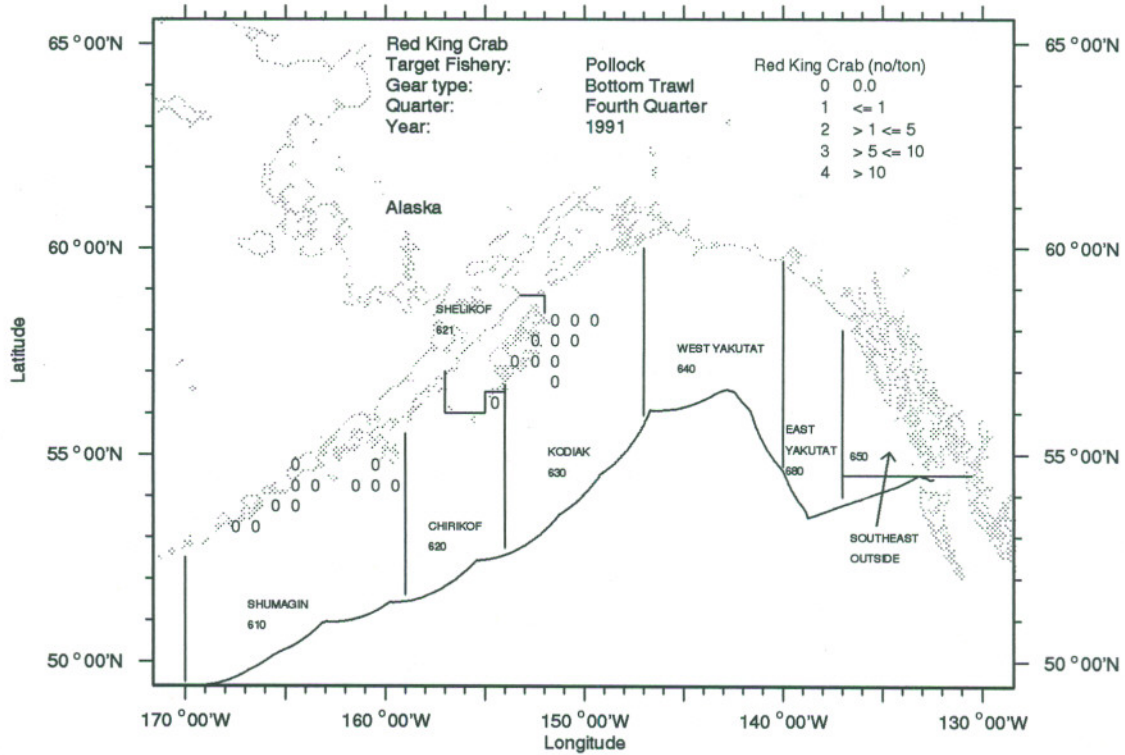 65°00'N 65°00'N
Red King Crab
Target Fishery: Pollock
Gear type: Bottom Trawl
Quarter: Fourth Quarter
Year: 1991
Red King Crab (no/ton)
0 0.0
1 <= 1
2 > 1 <= 5
3 > 5 <= 10
4 > 10
Alaska
60°00'N 60°00'N
SHELIKOF
621
0 0 0
0 0 0
0 0 0
0
0
WEST YAKUTAT
640
Latitude
55°00'N 55°00'N
EAST
YAKUTAT
680
650
KODIAK
630
0 0
0 0 0 0 0
0 0
0 0
CHIRIKOF
620
SOUTHEAST
OUTSIDE
SHUMAGIN
610
50°00'N 50°00'N
170°00'W 160°00'W 150°00'W 140°00'W 130°00'W
Longitude